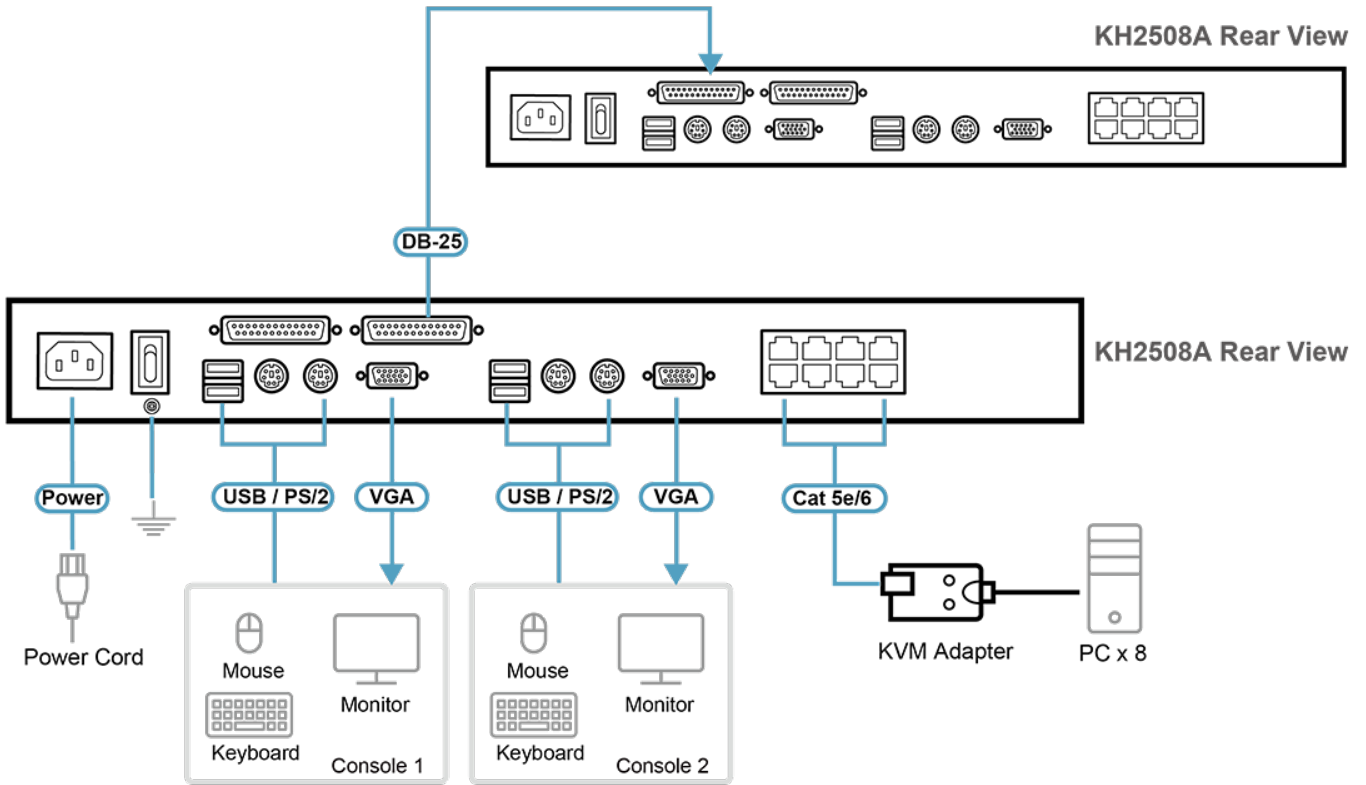 KH2508A Rear View
DB-25
KH2508A Rear View
Power
USB / PS/2
VGA
USB / PS/2
VGA
Cat 5e/6
Power Cord
Mouse
Monitor
Keyboard
Console 1
Mouse
Monitor
Keyboard
Console 2
KVM Adapter
PC x 8